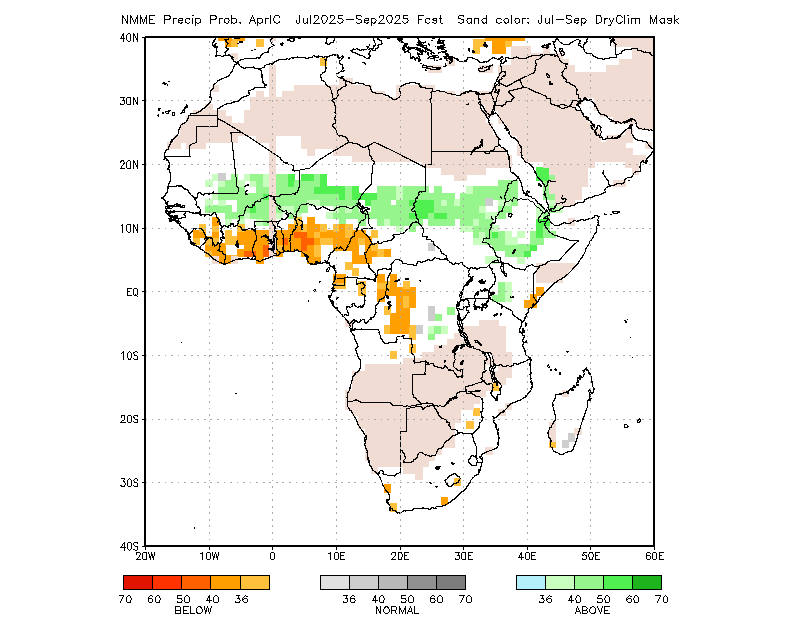 NMME Precip Prob. AprIC Jul2025-Sep2025 Fcst Sand color: Jul-Sep DryClim Mask
40N
30N
20N
10N
EQ
10S
20S
30S
40S
20W 10W 0 10E 20E 30E 40E 50E 60E
70 60 50 40 36 36 40 50 60 70 36 40 50 60 70
BELOW NORMAL ABOVE